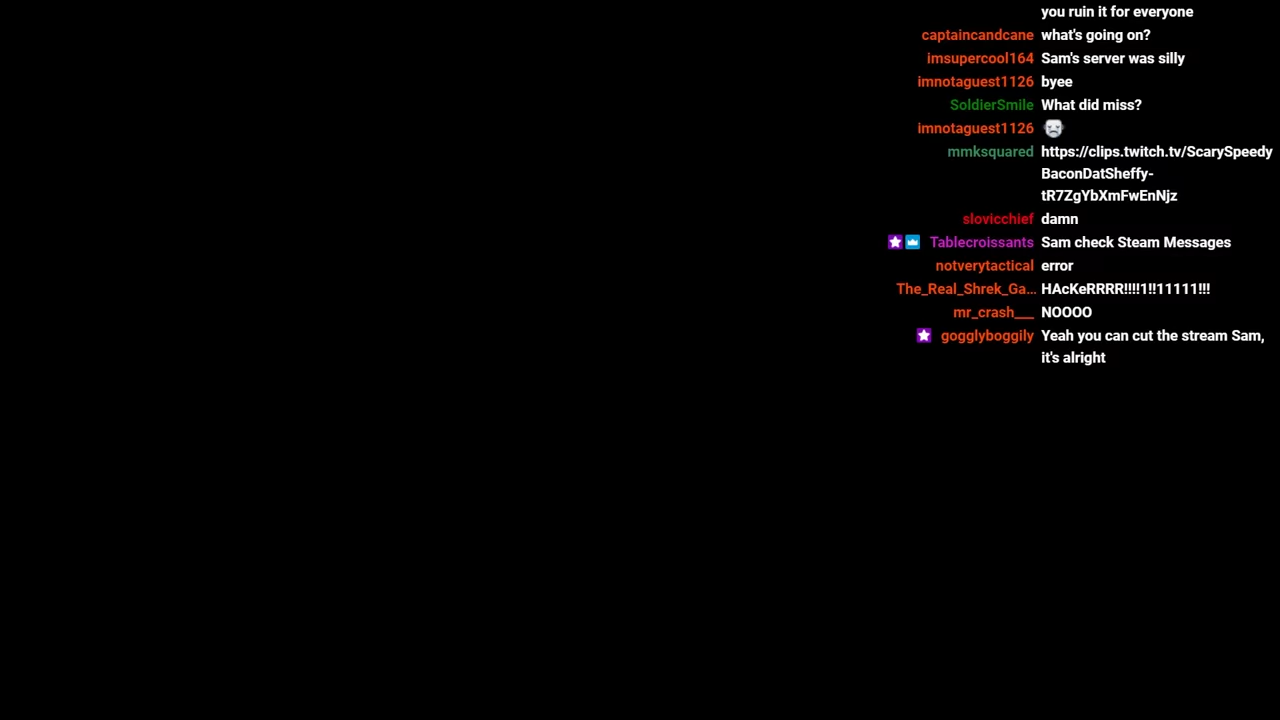 you ruin it for everyone
captaincandcane what's going on?
imsupercool164 Sam's server was silly
imnotaguest1126 byee
SoldierSmile What did miss?
imnotaguest1126
mmksquared https://clips.twitch.tv/ScarySpeedy
BaconDatSheffy-
tR7ZgYbXmFwEnNjz
slovicchief damn
Tablecroissants Sam check Steam Messages
notverytactical error
The_Real_Shrek_Ga... HAcKeRRRR!!!!1!!11111!!!
mr_crash___ NOOOO
gogglyboggily Yeah you can cut the stream Sam,
it's alright